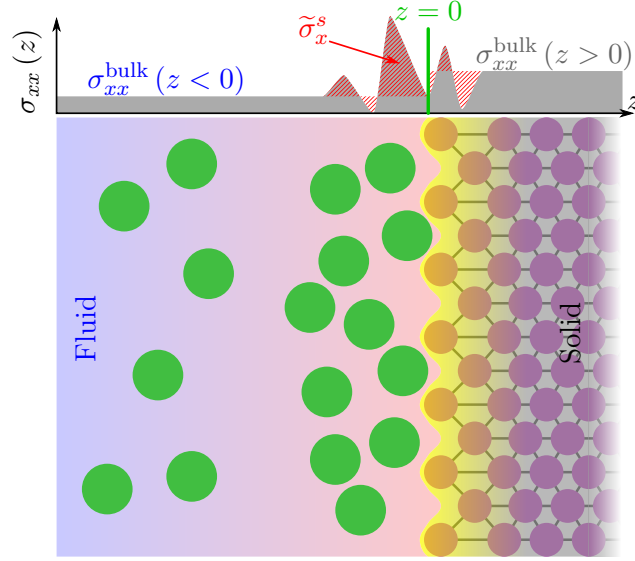 z = 0
σ̃ₓˢ
σₓₓᵇᵘˡᵏ (z < 0)
σₓₓᵇᵘˡᵏ (z > 0)
σₓₓ (z)
z
Fluid
Solid